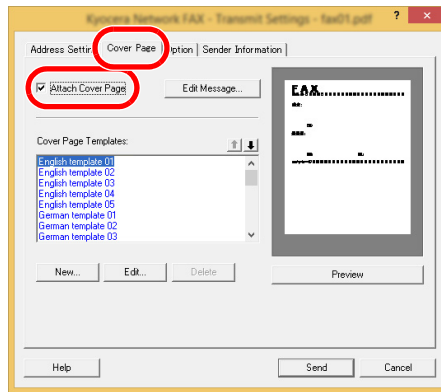 Kyocera Network FAX - Transmit Settings - fax01.pdf ? ×
Address Settin Cover Page Option Sender Information
Attach Cover Page Edit Message...
FAX
Cover Page Templates:
English template 01
English template 02
English template 03
English template 04
English template 05
German template 01
German template 02
German template 03
New... Edit... Delete Preview
Help Send Cancel